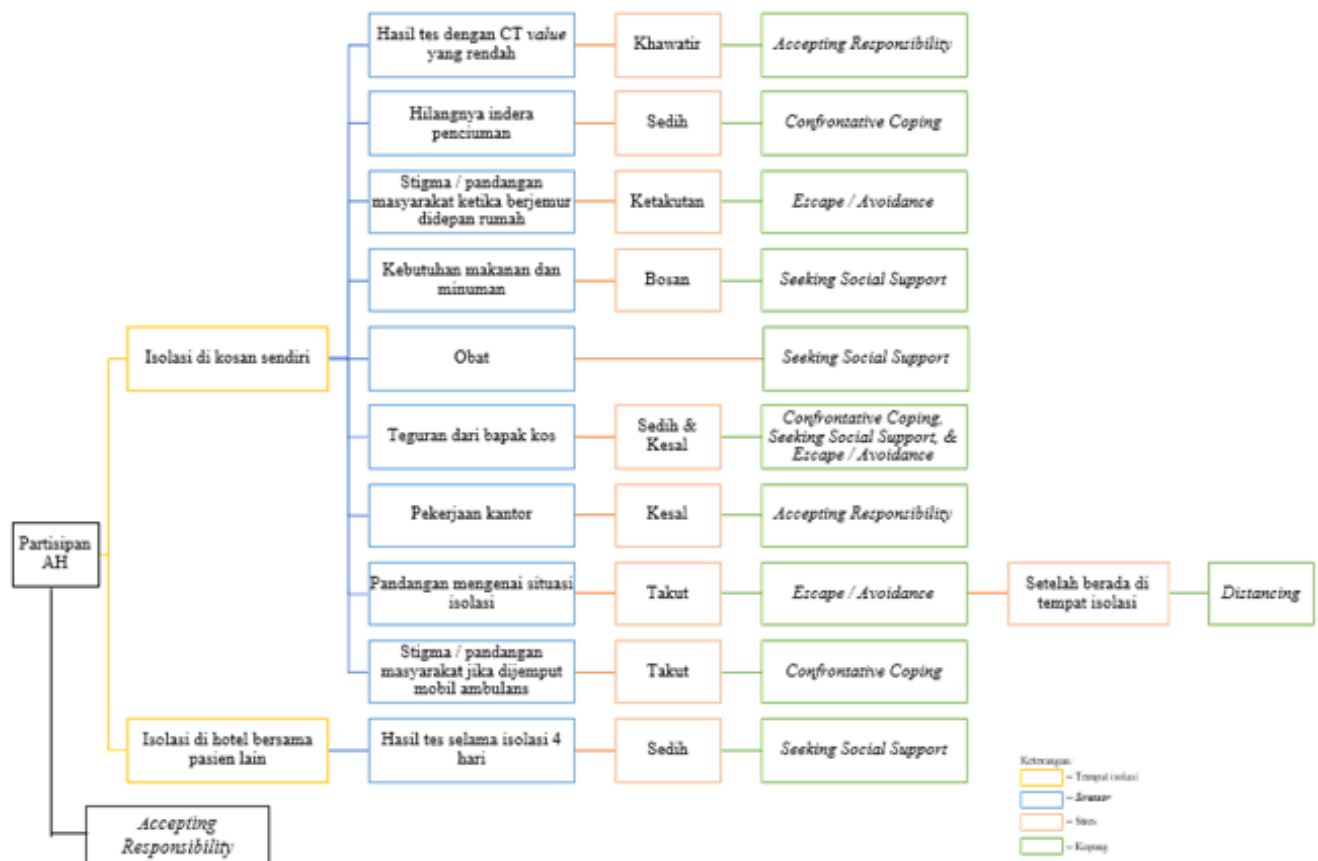 Hasil tes dengan CT value
yang rendah
Khawatir
Accepting Responsibility
Hilangnya indera
penciuman
Sedih
Confrontative Coping
Stigma / pandangan
masyarakat ketika berjemur
didepan rumah
Ketakutan
Escape / Avoidance
Kebutuhan makanan dan
minuman
Bosan
Seeking Social Support
Isolasi di kosan sendiri
Obat
Seeking Social Support
Teguran dari bapak kos
Sedih &
Kesal
Confrontative Coping,
Seeking Social Support, &
Escape / Avoidance
Pekerjaan kantor
Kesal
Accepting Responsibility
Partisipan
AH
Pandangan mengenai situasi
isolasi
Takut
Escape / Avoidance
Setelah berada di
tempat isolasi
Distancing
Stigma / pandangan
masyarakat jika dijemput
mobil ambulans
Takut
Confrontative Coping
Isolasi di hotel bersama
pasien lain
Hasil tes selama isolasi 4
hari
Sedih
Seeking Social Support
Accepting
Responsibility
Keterangan:
= Tempat isolasi
= Stressor
= Stres
= Koping